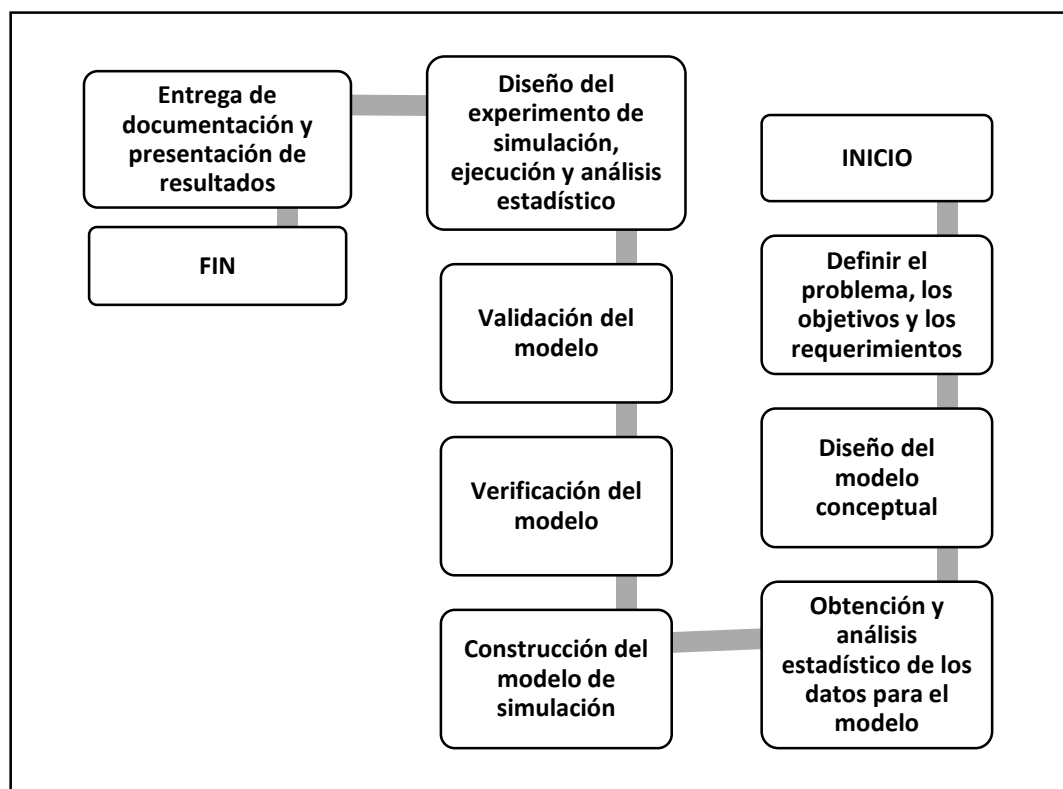 Entrega de
documentación y
presentación de
resultados
FIN
Diseño del
experimento de
simulación,
ejecución y análisis
estadístico
Validación del
modelo
Verificación del
modelo
Construcción del
modelo de
simulación
INICIO
Definir el
problema, los
objetivos y los
requerimientos
Diseño del
modelo
conceptual
Obtención y
análisis
estadístico de los
datos para el
modelo